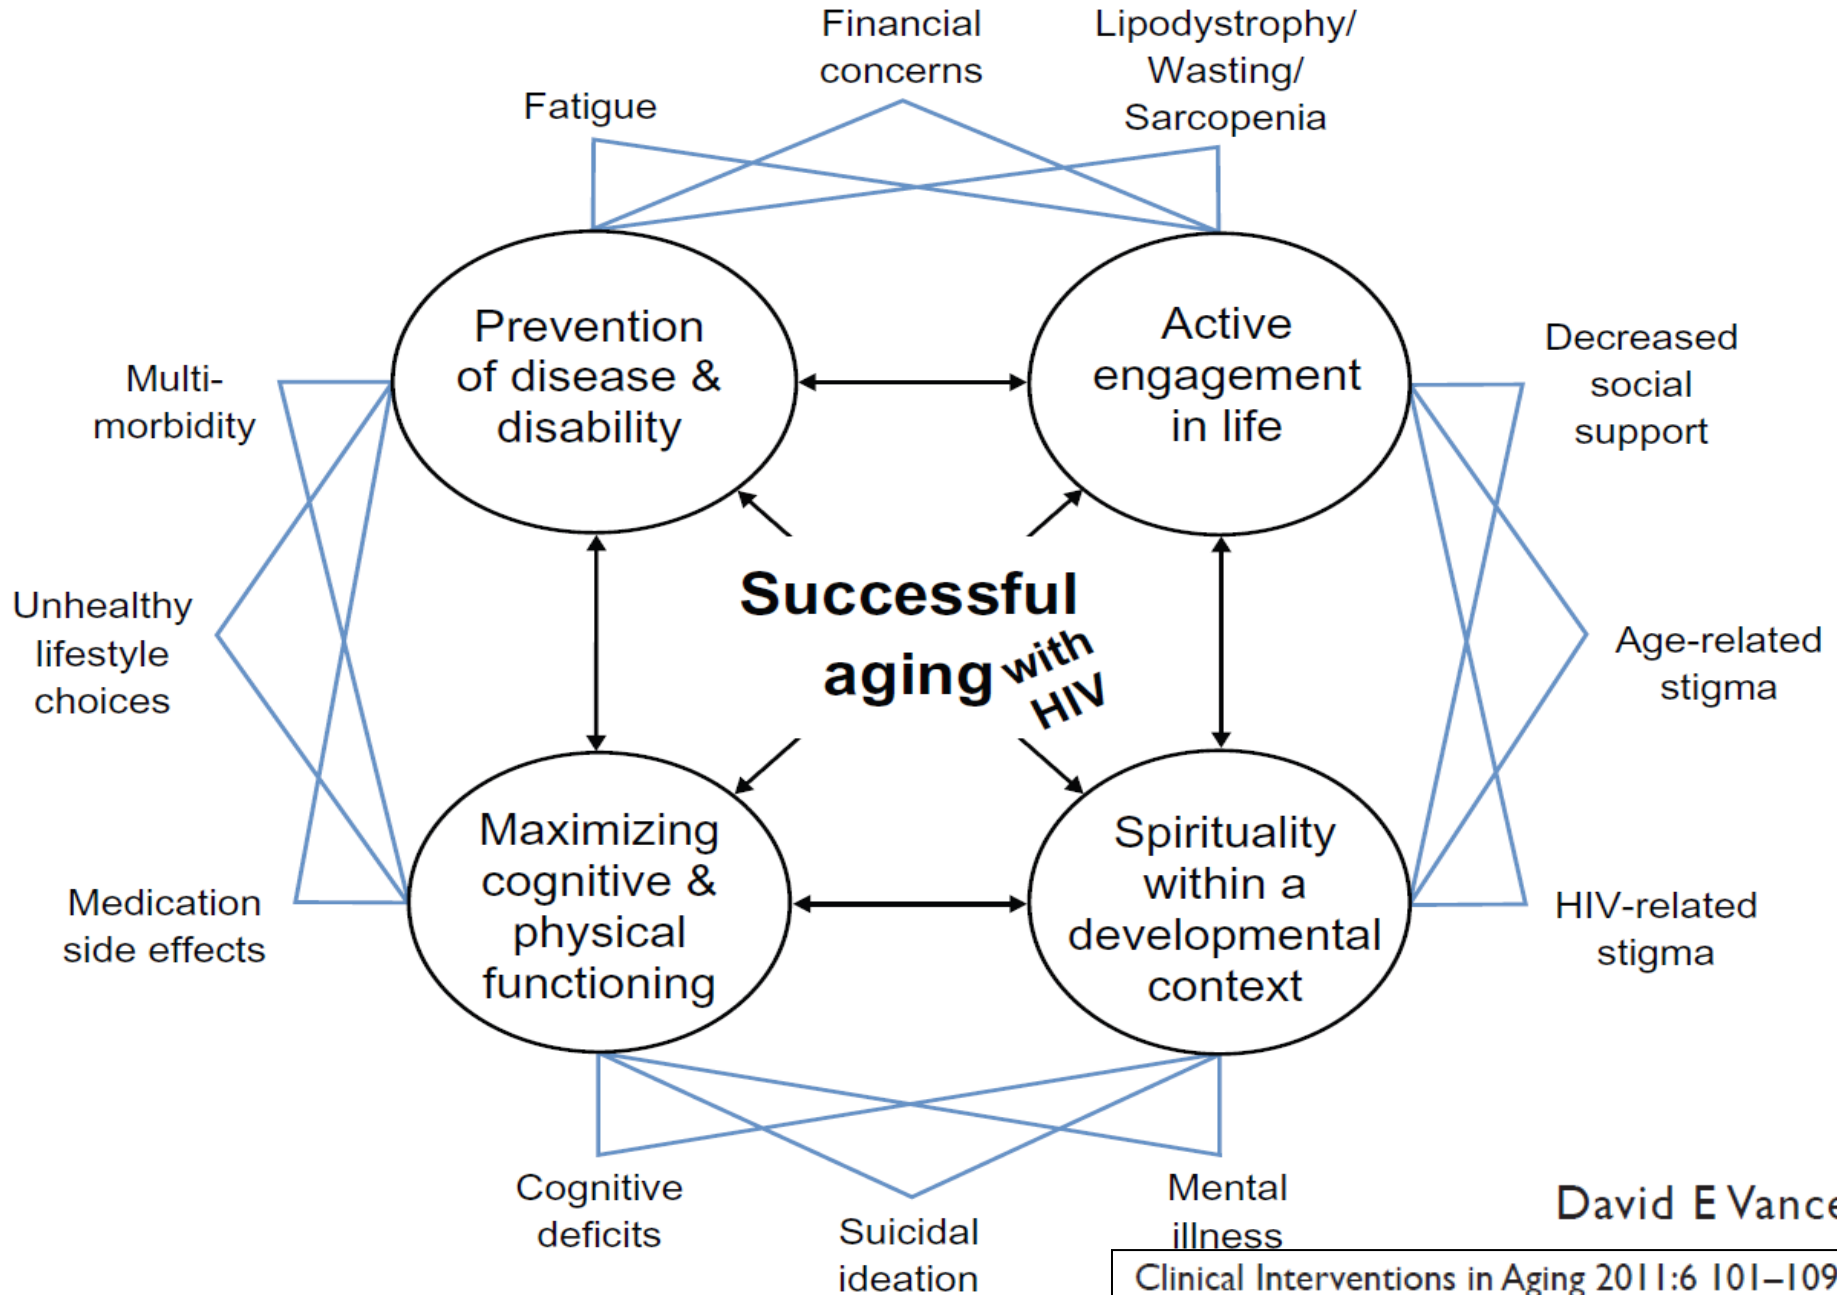 Financial
concerns
Lipodystrophy/
Wasting/
Sarcopenia
Fatigue
Prevention
of disease &
disability
Active
engagement
in life
Decreased
social
support
Multi-
morbidity
Unhealthy
lifestyle
choices
Successful
aging with
HIV
Age-related
stigma
Medication
side effects
Maximizing
cognitive &
physical
functioning
Spirituality
within a
developmental
context
HIV-related
stigma
Cognitive
deficits
Suicidal
ideation
Mental
illness
David E Vance
Clinical Interventions in Aging 2011:6 101–109